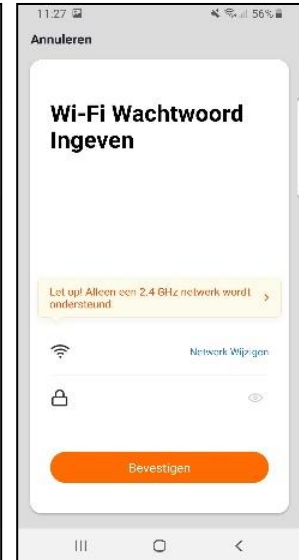 11:27 56%
Annuleren
Wi-Fi Wachtwoord
Ingeven
Let op! Alleen een 2.4 GHz netwerk wordt
ondersteund
Netwerk Wijzigen
Bevestigen